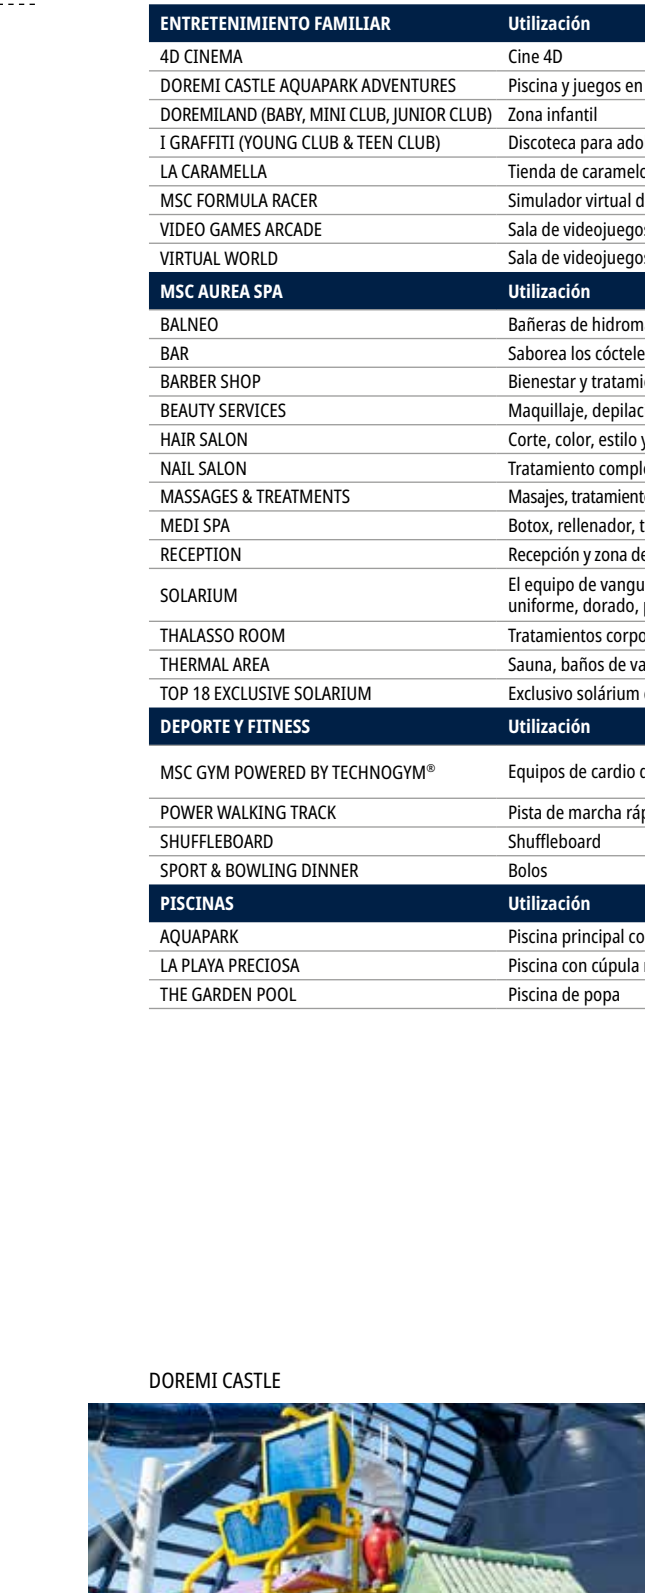 ENTRETENIMIENTO FAMILIAR Utilización
4D CINEMA Cine 4D
DOREMI CASTLE AQUAPARK ADVENTURES Piscina y juegos en
DOREMILAND (BABY, MINI CLUB, JUNIOR CLUB) Zona infantil
I GRAFFITI (YOUNG CLUB & TEEN CLUB) Discoteca para ado
LA CARAMELLA Tienda de caramelo
MSC FORMULA RACER Simulador virtual d
VIDEO GAMES ARCADE Sala de videojuegos
VIRTUAL WORLD Sala de videojuegos
MSC AUREA SPA Utilización
BALNEO Bañeras de hidroma
BAR Saborea los cóctele
BARBER SHOP Bienestar y tratamie
BEAUTY SERVICES Maquillaje, depilac
HAIR SALON Corte, color, estilo y
NAIL SALON Tratamiento comple
MASSAGES & TREATMENTS Masajes, tratamiento
MEDI SPA Botox, rellenador, t
RECEPTION Recepción y zona de
SOLARIUM El equipo de vangu
uniforme, dorado,
THALASSO ROOM Tratamientos corpo
THERMAL AREA Sauna, baños de va
TOP 18 EXCLUSIVE SOLARIUM Exclusivo solárium
DEPORTE Y FITNESS Utilización
MSC GYM POWERED BY TECHNOGYM® Equipos de cardio
POWER WALKING TRACK Pista de marcha ráp
SHUFFLEBOARD Shuffleboard
SPORT & BOWLING DINNER Bolos
PISCINAS Utilización
AQUAPARK Piscina principal co
LA PLAYA PRECIOSA Piscina con cúpula
THE GARDEN POOL Piscina de popa
DOREMI CASTLE